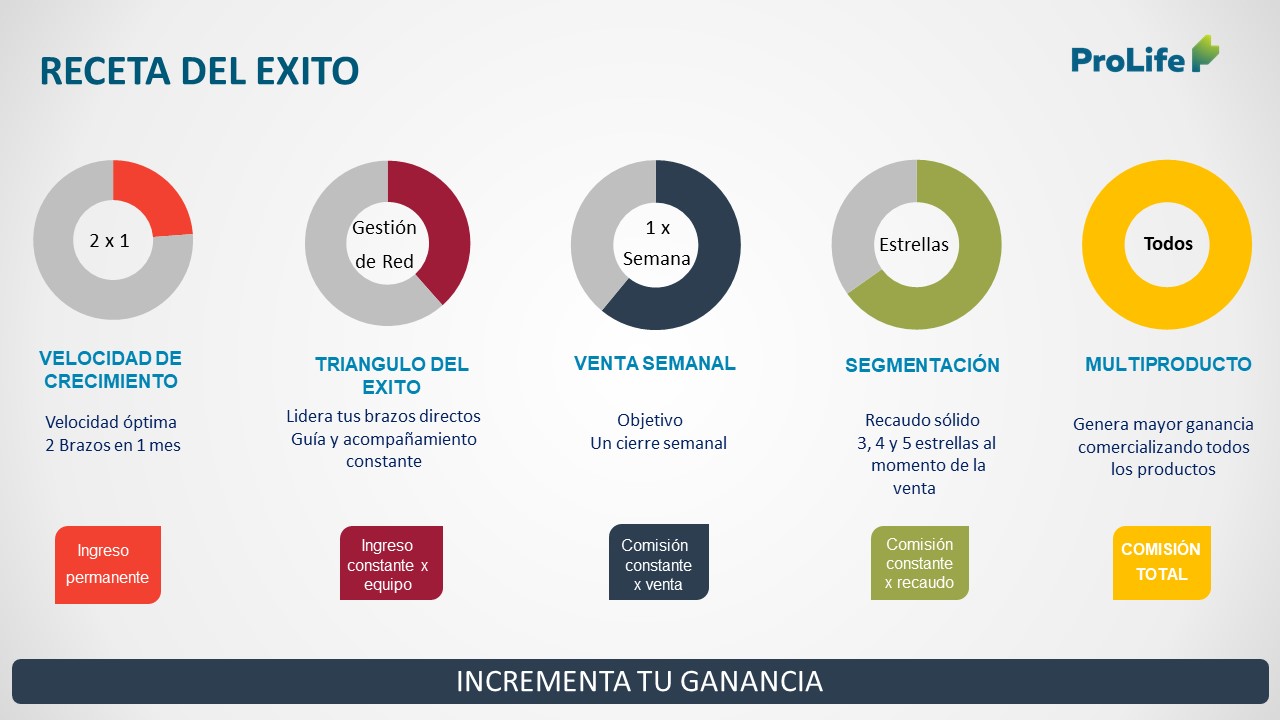 RECETA DEL EXITO
ProLife
2 x 1
VELOCIDAD DE
CRECIMIENTO
Velocidad óptima
2 Brazos en 1 mes
Ingreso
permanente
Gestión
de Red
TRIANGULO DEL
EXITO
Lidera tus brazos directos
Guía y acompañamiento
constante
Ingreso
constante x
equipo
1 x
Semana
VENTA SEMANAL
Objetivo
Un cierre semanal
Comisión
constante
x venta
Estrellas
SEGMENTACIÓN
Recaudo sólido
3, 4 y 5 estrellas al
momento de la
venta
Comisión
constante
x recaudo
Todos
MULTIPRODUCTO
Genera mayor ganancia
comercializando todos
los productos
COMISIÓN
TOTAL
INCREMENTA TU GANANCIA